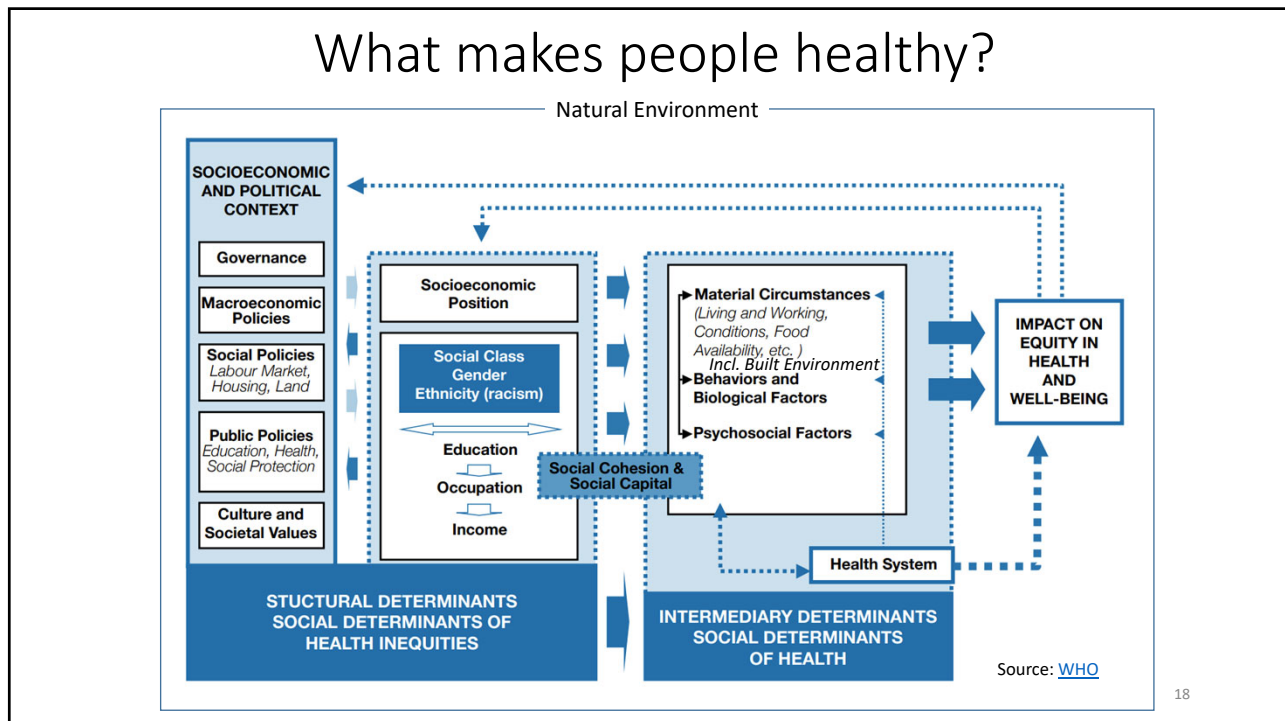 What makes people healthy?
Natural Environment
SOCIOECONOMIC
AND POLITICAL
CONTEXT
Governance
Macroeconomic
Policies
Social Policies
Labour Market,
Housing, Land
Public Policies
Education, Health,
Social Protection
Culture and
Societal Values
Socioeconomic
Position
Social Class
Gender
Ethnicity (racism)
Education
Occupation
Income
Social Cohesion &
Social Capital
Material Circumstances
(Living and Working,
Conditions, Food
Availability, etc. )
Incl. Built Environment
Behaviors and
Biological Factors
Psychosocial Factors
Health System
IMPACT ON
EQUITY IN
HEALTH
AND
WELL-BEING
STUCTURAL DETERMINANTS
SOCIAL DETERMINANTS OF
HEALTH INEQUITIES
INTERMEDIARY DETERMINANTS
SOCIAL DETERMINANTS
OF HEALTH
Source: WHO
18